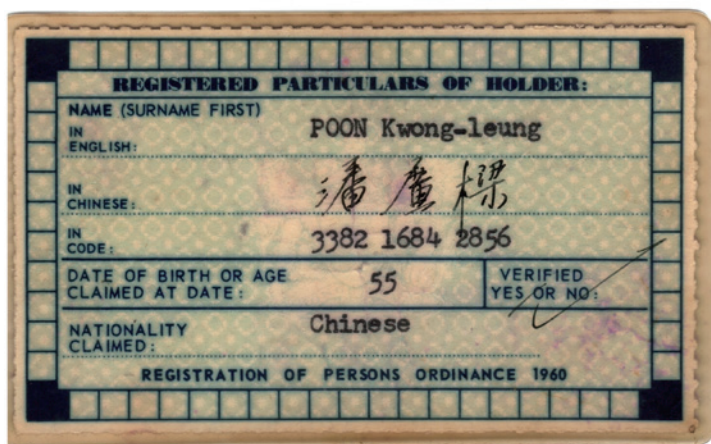 REGISTERED PARTICULARS OF HOLDER:
NAME (SURNAME FIRST)
IN ENGLISH: POON Kwong-leung
IN CHINESE: 潘廣樑
IN CODE: 3382 1684 2856
DATE OF BIRTH OR AGE CLAIMED AT DATE: 55
VERIFIED YES OR NO:
NATIONALITY CLAIMED: Chinese
REGISTRATION OF PERSONS ORDINANCE 1960